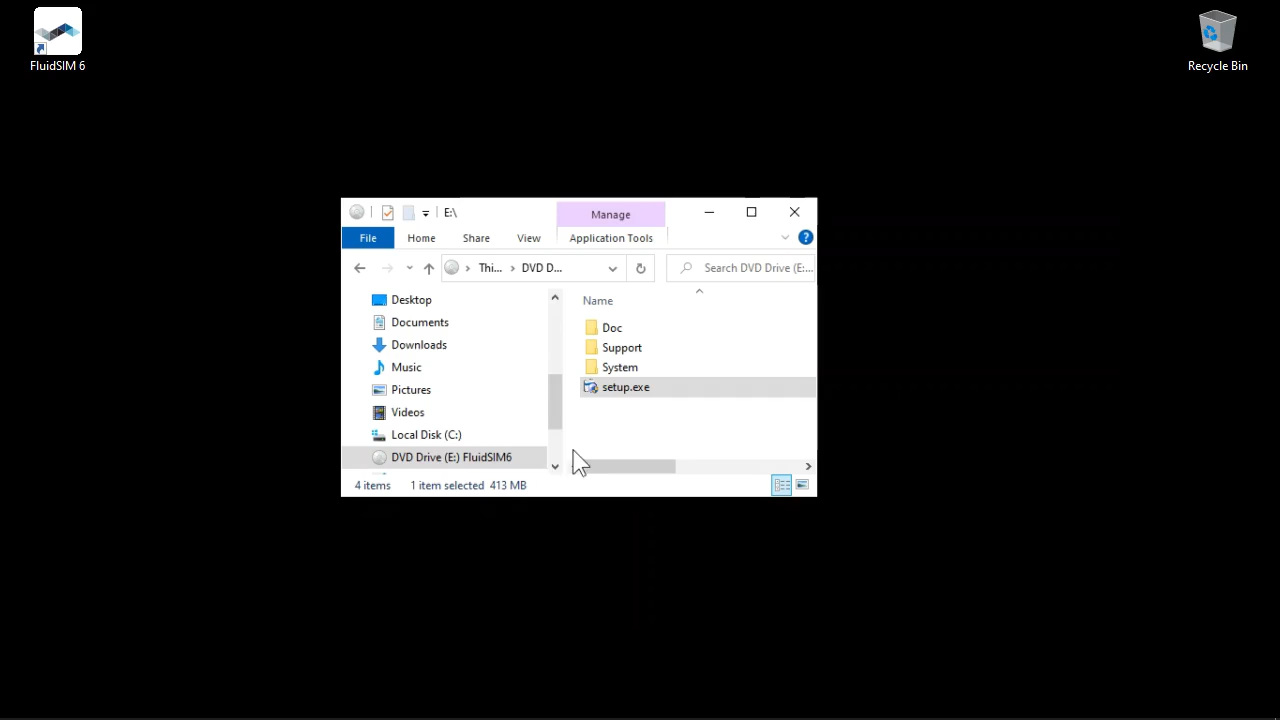 FluidSIM 6
Recycle Bin
E:\
Manage
File
Home
Share
View
Application Tools
Thi...
DVD D...
Search DVD Drive (E:...
Desktop
Documents
Downloads
Music
Pictures
Videos
Local Disk (C:)
DVD Drive (E:) FluidSIM6
Name
Doc
Support
System
setup.exe
4 items
1 item selected 413 MB